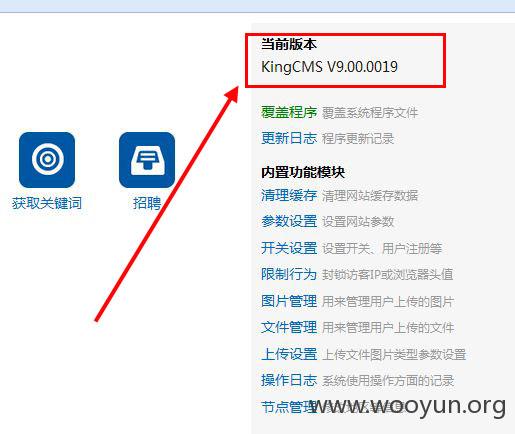 当前版本
KingCMS V9.00.0019
覆盖程序 覆盖系统程序文件
更新日志 程序更新记录
获取关键词
招聘
内置功能模块
清理缓存 清理网站缓存数据
参数设置 设置网站参数
开关设置 设置开关、用户注册等
限制行为 封锁访客IP或浏览器头值
图片管理 用来管理用户上传的图片
文件管理 用来管理用户上传的文件
上传设置 上传文件图片类型参数设置
操作日志 系统使用操作方面的记录
节点管理
www.wooyun.org